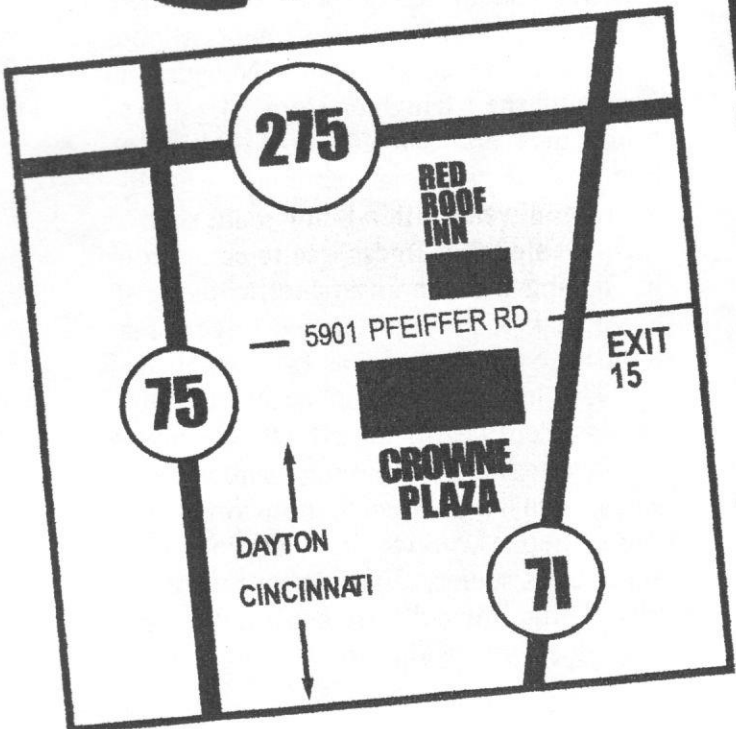 275
RED
ROOF
INN
5901 PFEIFFER RD
EXIT
15
75
CROWNE
PLAZA
DAYTON
CINCINNATI
71